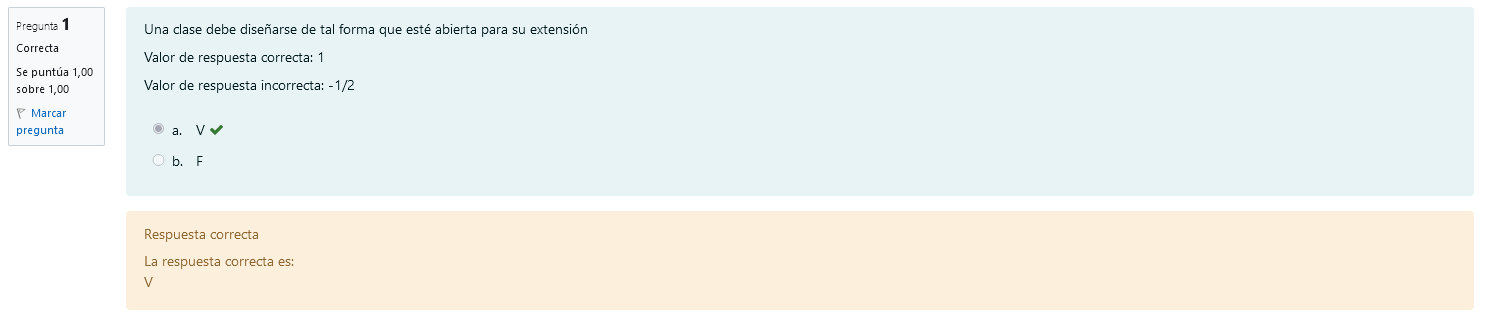 Pregunta 1
Correcta
Se puntúa 1,00
sobre 1,00
Marcar
pregunta
Una clase debe diseñarse de tal forma que esté abierta para su extensión
Valor de respuesta correcta: 1
Valor de respuesta incorrecta: -1/2
a. V
b. F
Respuesta correcta
La respuesta correcta es:
V